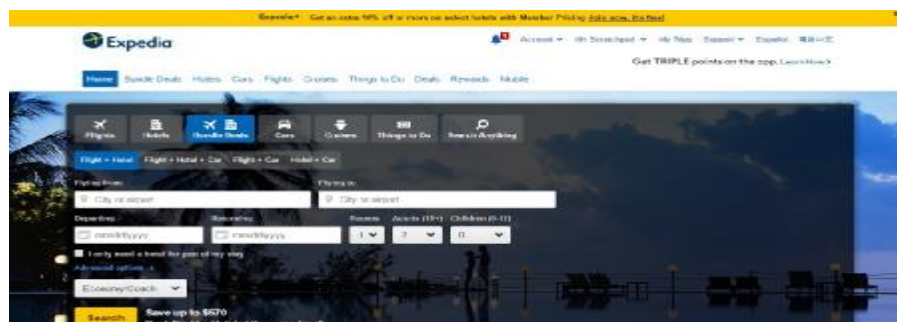 Expedia+ Get an extra 10% off or more on select hotels with Member Pricing Join now, it's free!
Expedia
Account My Scratchpad My Trips Support Español
Get TRIPLE points on the app. Learn How
Home Bundle Deals Hotels Cars Flights Cruises Things to Do Deals Rewards Mobile
Flights Hotels Bundle Deals Cars Cruises Things to Do Search Anything
Flight + Hotel Flight + Hotel + Car Flight + Car Hotel + Car
Flying from Flying to
City or airport City or airport
Departing Returning Rooms Adults (18+) Children (0-17)
mm/dd/yyyy mm/dd/yyyy 1 2 0
I only need a hotel for part of my stay
Advanced options
Economy/Coach
Search Save up to $570